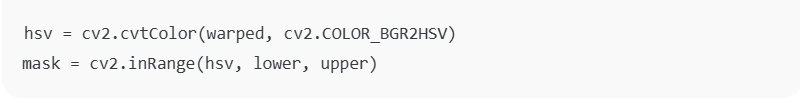 hsv = cv2.cvtColor(warped, cv2.COLOR_BGR2HSV)
mask = cv2.inRange(hsv, lower, upper)